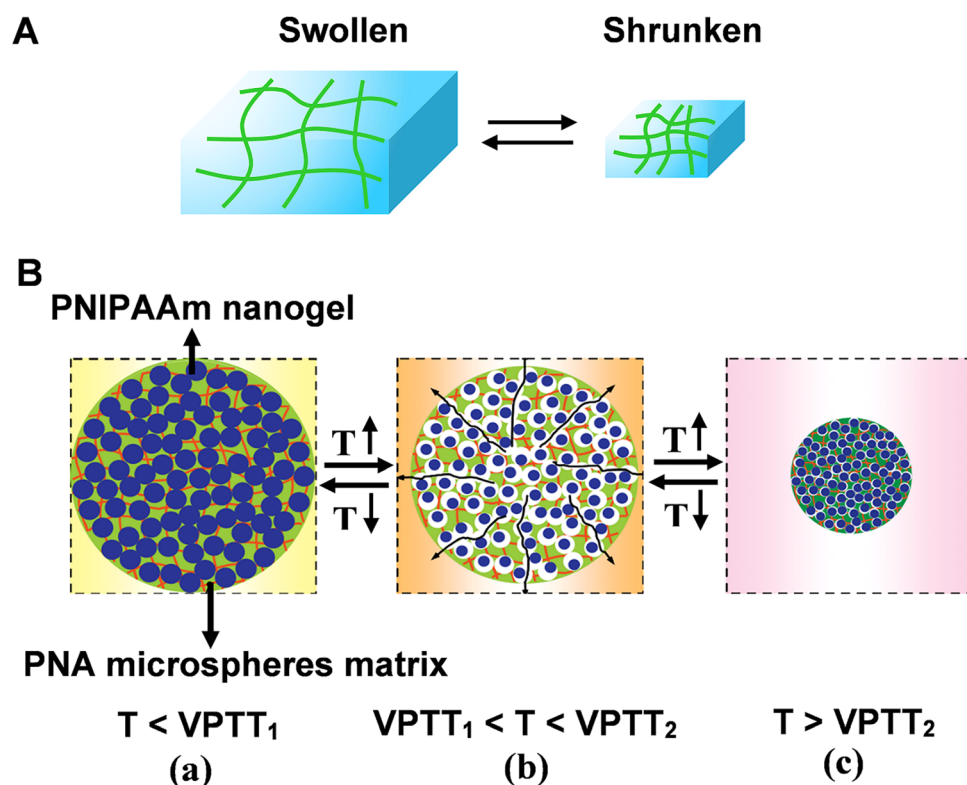 A
Swollen
Shrunken
B
PNIPAAm nanogel
T↑
T↓
T↑
T↓
PNA microspheres matrix
T < VPTT₁
VPTT₁ < T < VPTT₂
T > VPTT₂
(a)
(b)
(c)